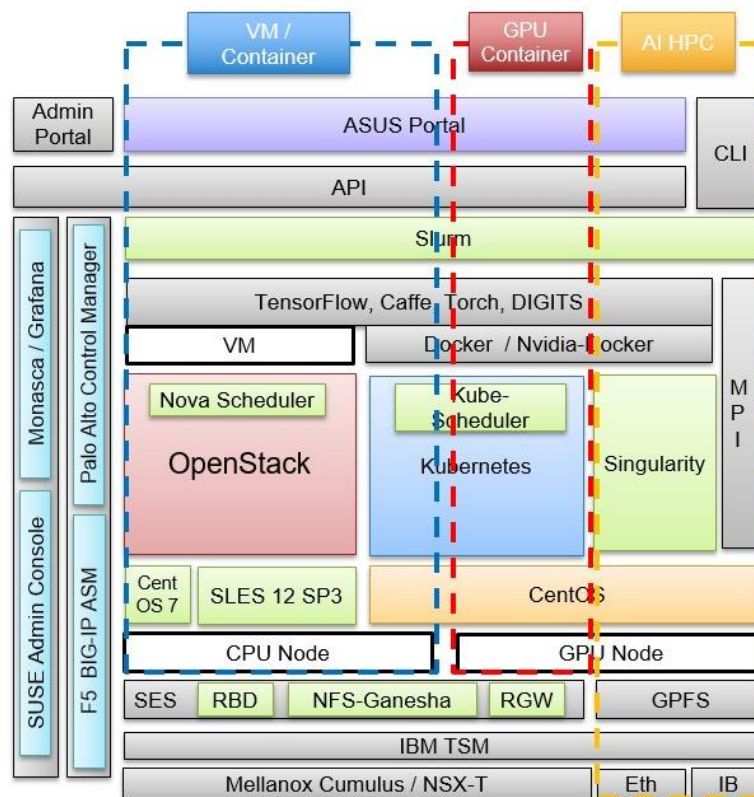 VM /
Container
GPU
Container
AI HPC
Admin
Portal
ASUS Portal
CLI
API
Slurm
TensorFlow, Caffe, Torch, DIGITS
VM
Docker / Nvidia-Docker
MPI
Monasca / Grafana
Palo Alto Control Manager
Nova Scheduler
OpenStack
Kube-
Scheduler
Kubernetes
Singularity
SUSE Admin Console
F5 BIG-IP ASM
Cent
OS 7
SLES 12 SP3
CentOS
CPU Node
GPU Node
SES
RBD
NFS-Ganesha
RGW
GPFS
IBM TSM
Mellanox Cumulus / NSX-T
Eth
IB